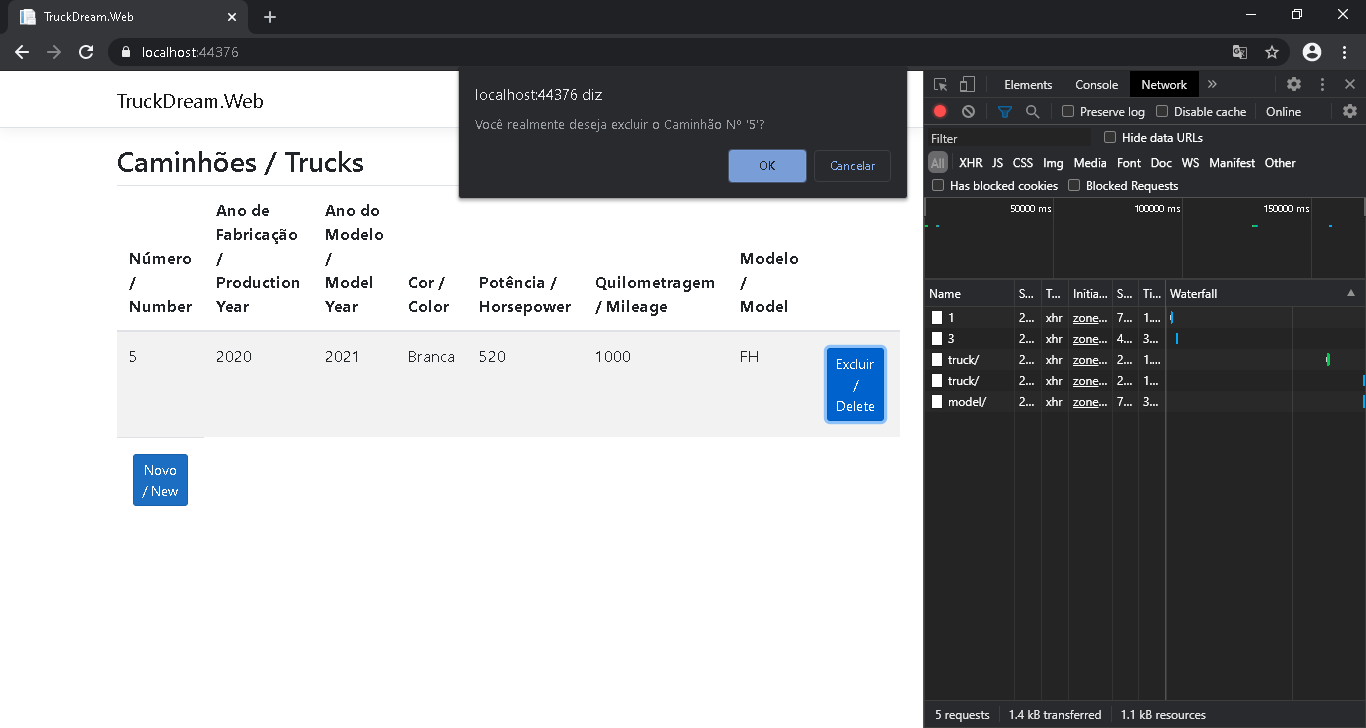 TruckDream.Web
localhost:44376
TruckDream.Web
localhost:44376 diz
Você realmente deseja excluir o Caminhão Nº '5'?
OK
Cancelar
Caminhões / Trucks
Número / Number
Ano de Fabricação / Production Year
Ano do Modelo / Model Year
Cor / Color
Potência / Horsepower
Quilometragem / Mileage
Modelo / Model
5 2020 2021 Branca 520 1000 FH
Excluir / Delete
Novo / New
Elements Console Network »
Preserve log Disable cache Online
Filter Hide data URLs
All XHR JS CSS Img Media Font Doc WS Manifest Other
Has blocked cookies Blocked Requests
50000 ms 100000 ms 150000 ms
Name S... T... Initia... S... Ti... Waterfall
1 2... xhr zone... 7... 1....
3 2... xhr zone... 4... 3...
truck/ 2... xhr zone... 2... 1....
truck/ 2... xhr zone... 2... 1...
model/ 2... xhr zone... 7... 3...
5 requests 1.4 kB transferred 1.1 kB resources